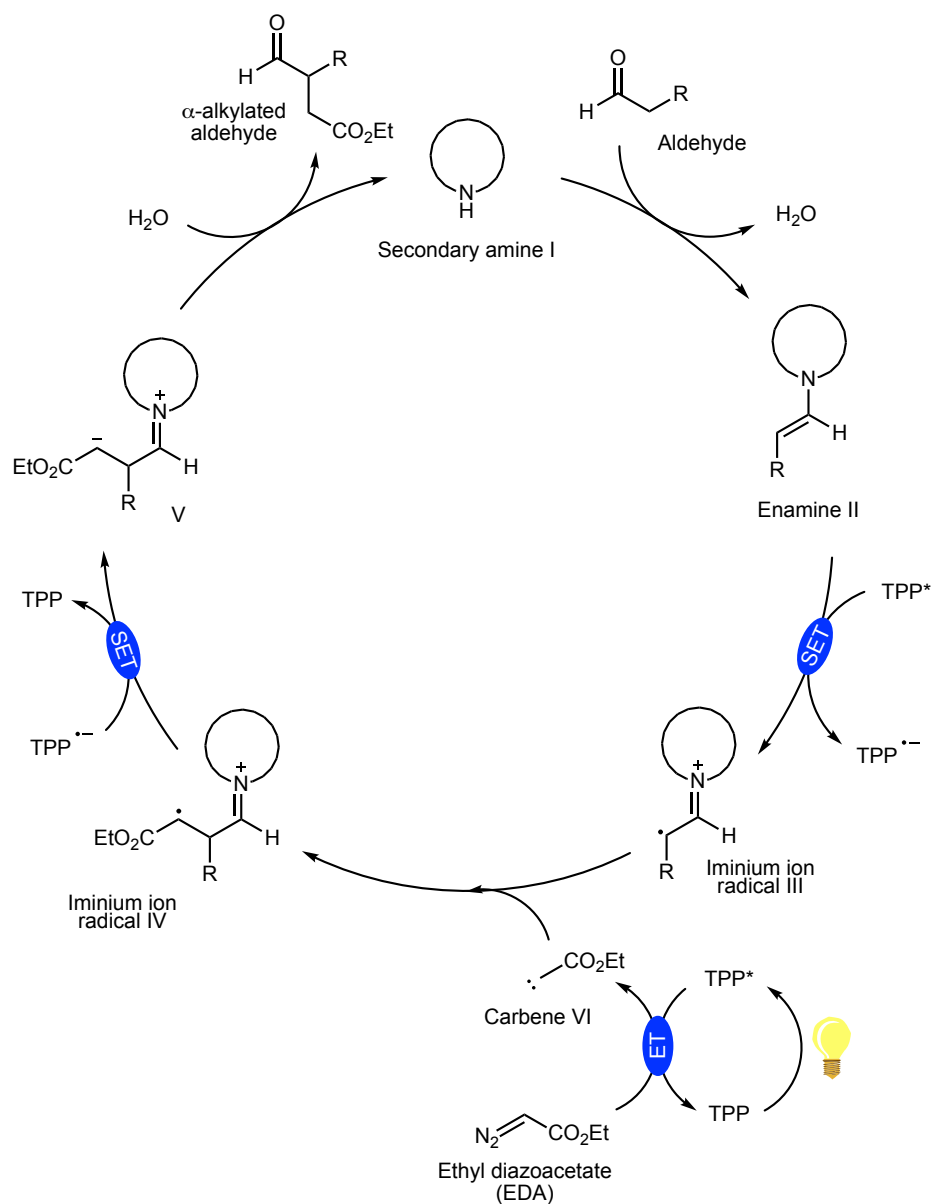 O
H
R
CO₂Et
α-alkylated
aldehyde
O
H
R
Aldehyde
N
H
Secondary amine I
H₂O
H₂O
N
H
R
Enamine II
+
N
–
EtO₂C
H
R
V
TPP
SET
TPP•–
TPP*
SET
TPP•–
+
N
•
EtO₂C
H
R
Iminium ion
radical IV
+
N
•
H
R
Iminium ion
radical III
CO₂Et
:
Carbene VI
TPP*
ET
TPP
N₂
CO₂Et
Ethyl diazoacetate
(EDA)